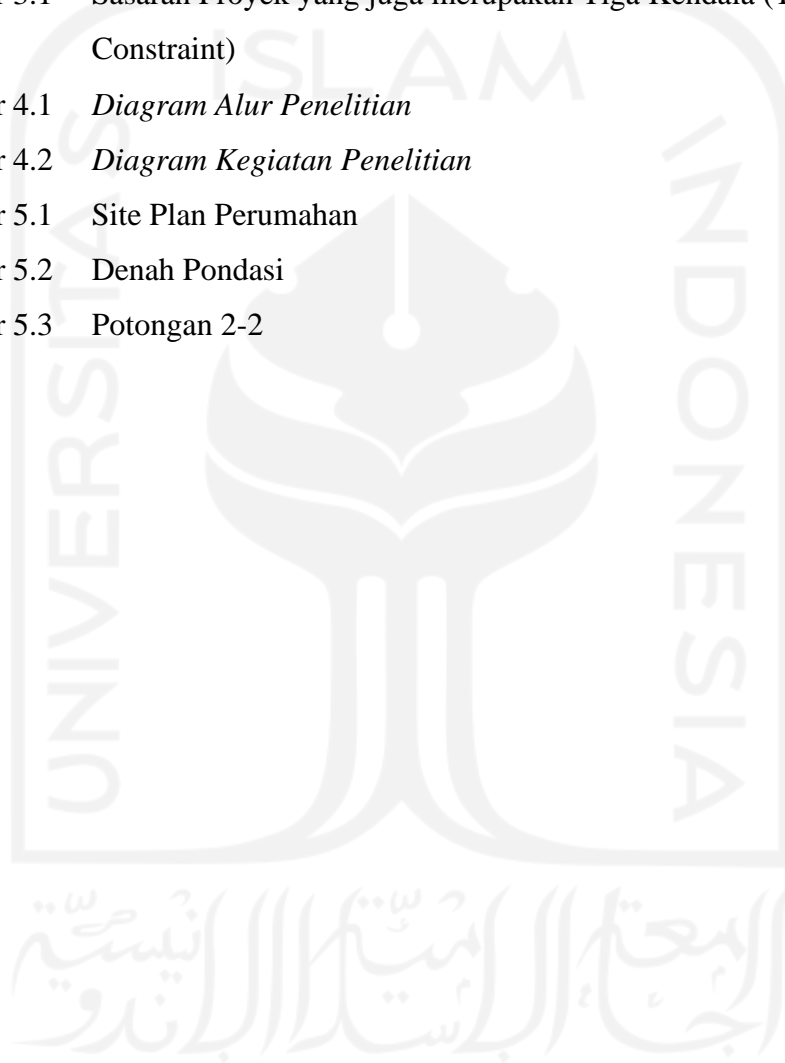 r 3.1 Sasaran Proyek yang juga merupakan Tiga Kendala (T
Constraint)
r 4.1 Diagram Alur Penelitian
r 4.2 Diagram Kegiatan Penelitian
r 5.1 Site Plan Perumahan
r 5.2 Denah Pondasi
r 5.3 Potongan 2-2
ISLAM
UNIVERSITAS
INDONESIA